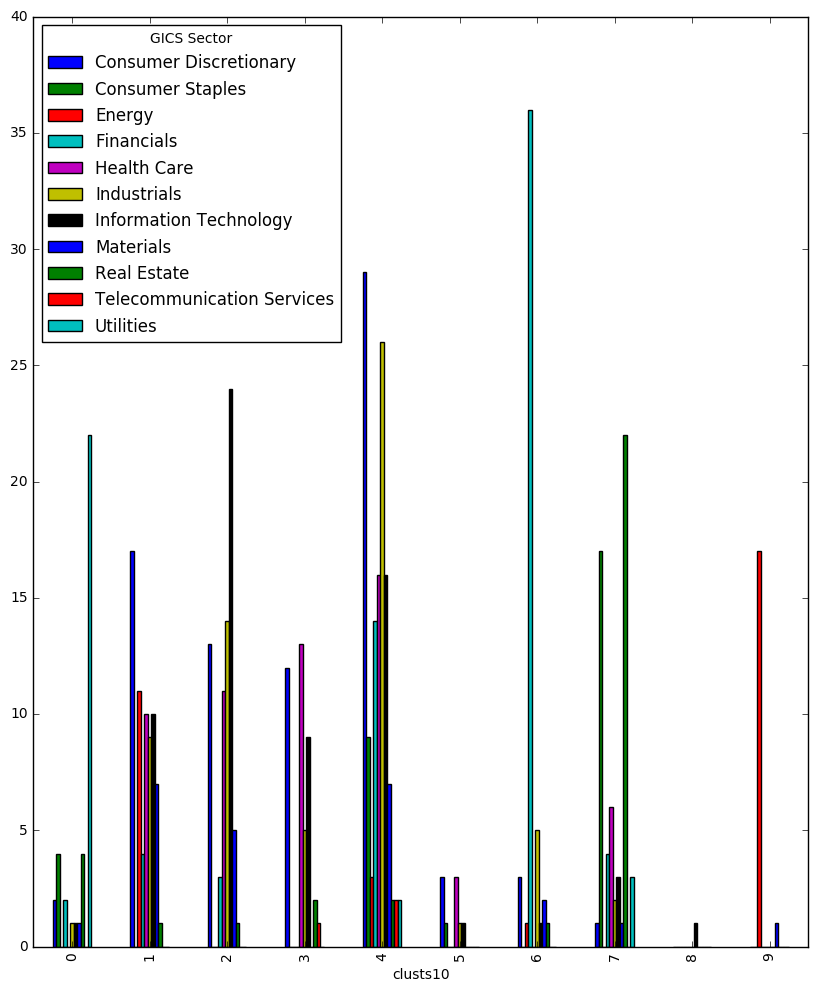 40
35
30
25
20
15
10
5
0
GICS Sector
Consumer Discretionary
Consumer Staples
Energy
Financials
Health Care
Industrials
Information Technology
Materials
Real Estate
Telecommunication Services
Utilities
0 1 2 3 4 5 6 7 8 9
clusts10